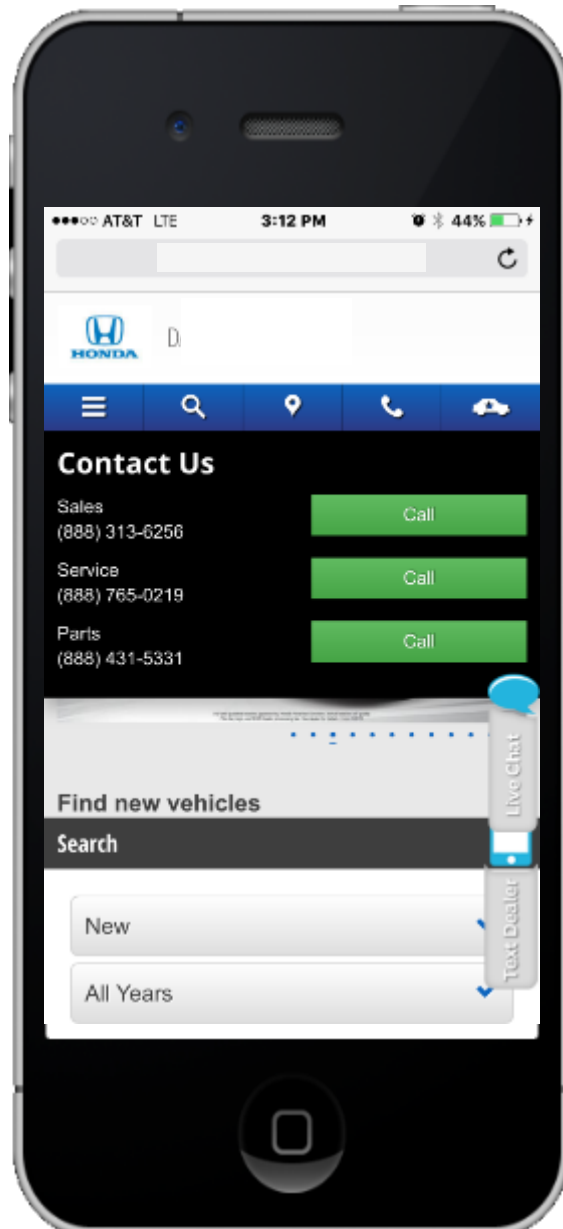 AT&T LTE 3:12 PM 44%
HONDA
Contact Us
Sales
(888) 313-6256
Call
Service
(888) 765-0219
Call
Parts
(888) 431-5331
Call
Live Chat
Find new vehicles
Search
Text Dealer
New
All Years